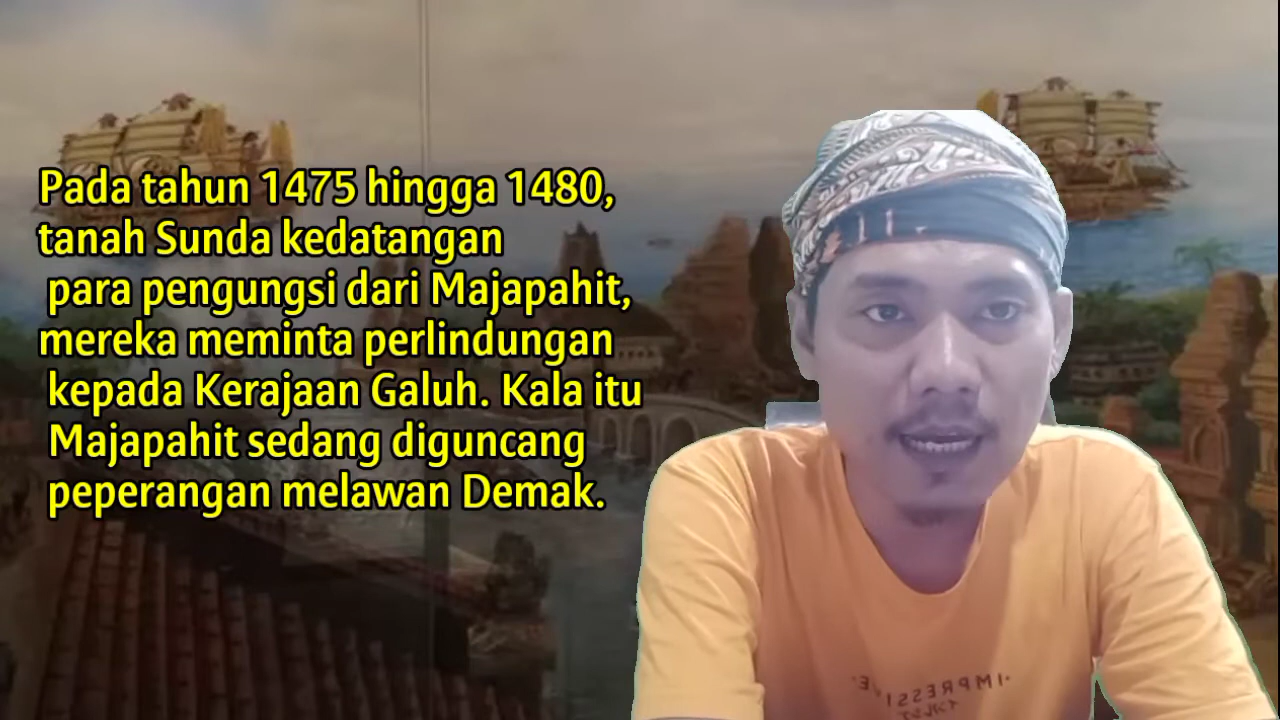 Pada tahun 1475 hingga 1480,
tanah Sunda kedatangan
para pengungsi dari Majapahit,
mereka meminta perlindungan
kepada Kerajaan Galuh. Kala itu
Majapahit sedang diguncang
peperangan melawan Demak.
IMPRESSIVE